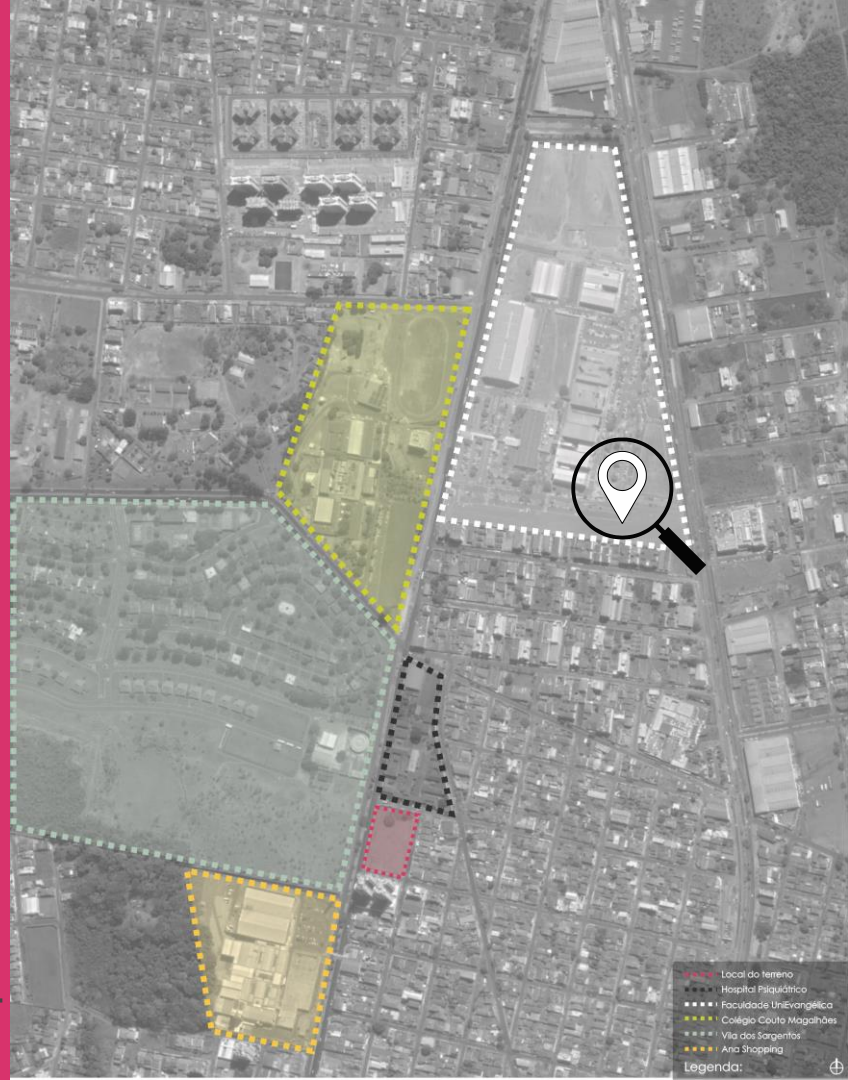 Local do terreno
Hospital Psiquiátrico
Faculdade UniEvangélica
Colégio Couto Magalhães
Vila dos Sargentos
Ana Shopping
Legenda: